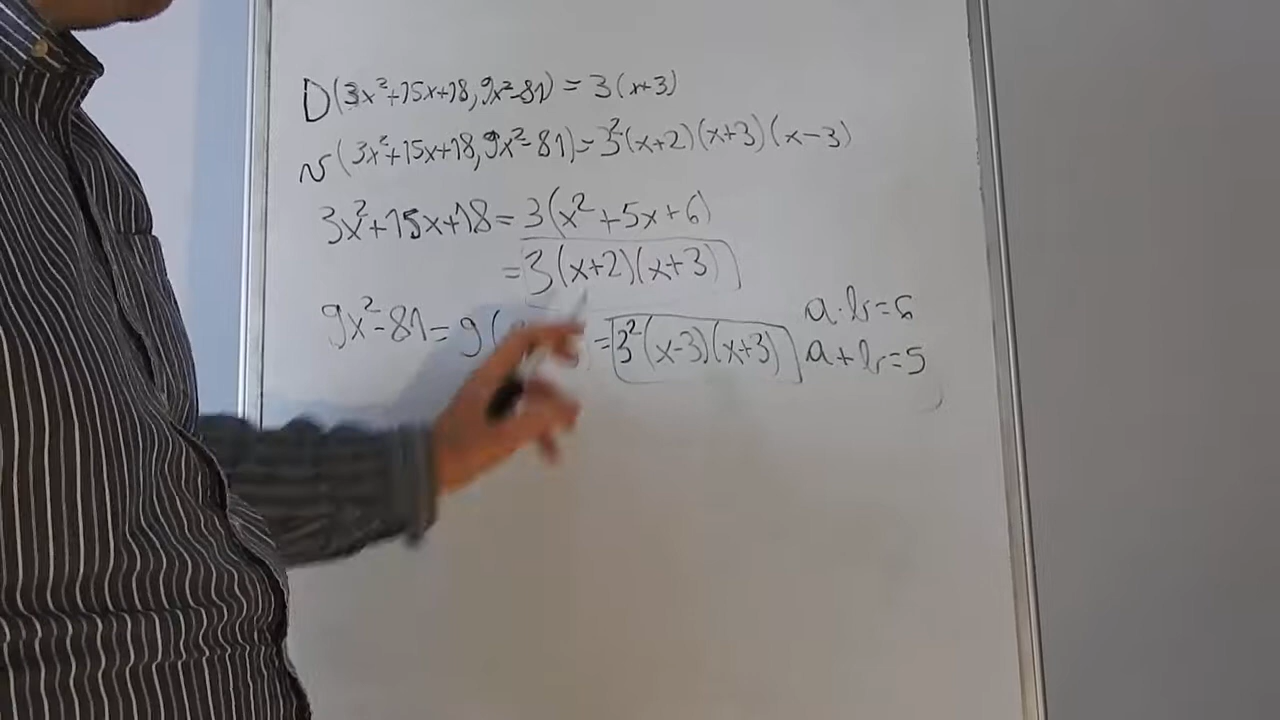 D(3x²+15x+18, 9x²-81) = 3(x+3)
v(3x²+15x+18, 9x²-81) = 3²(x+2)(x+3)(x-3)
3x²+15x+18 = 3(x²+5x+6)
= 3(x+2)(x+3)
9x²-81 = 9( ) = 3²(x-3)(x+3)
a·b=6
a+b=5